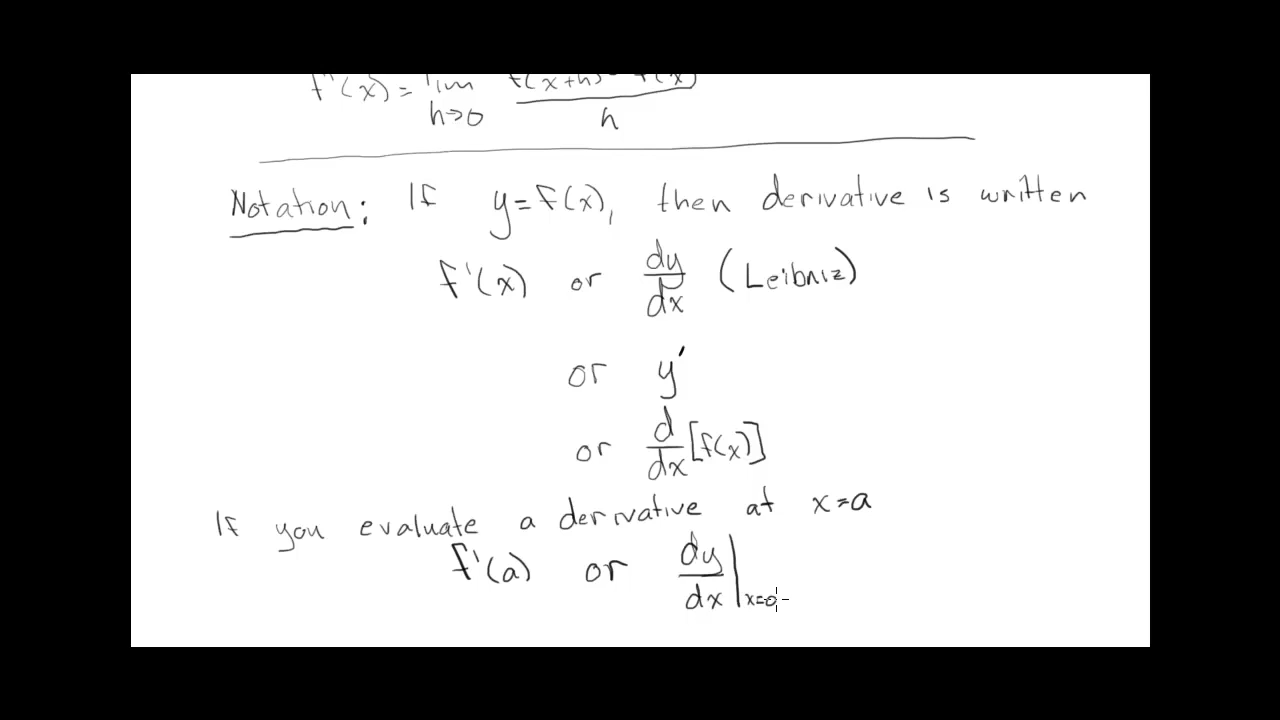 f'(x) = lim f(x+h) - f(x)
h→0 h
Notation: If y=f(x), then derivative is written
f'(x) or dy/dx (Leibniz)
or y'
or d/dx [f(x)]
If you evaluate a derivative at x=a
f'(a) or dy/dx |x=